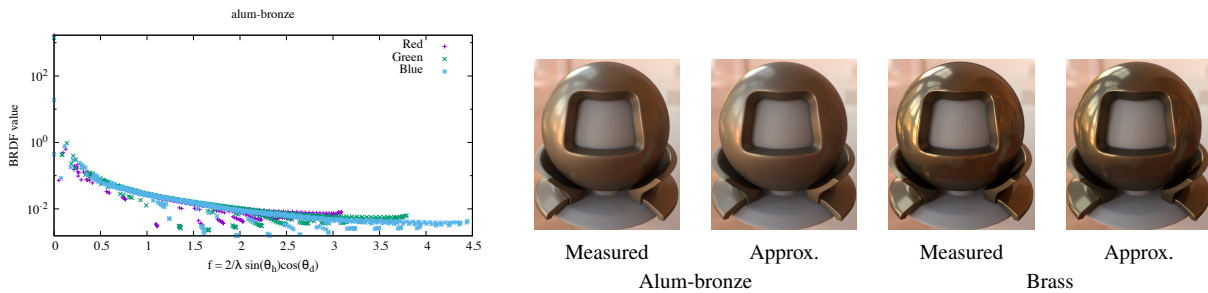 alum-bronze
BRDF value
10^2
10^0
10^-2
Red
Green
Blue
0 0.5 1 1.5 2 2.5 3 3.5 4 4.5
f = 2/λ sin(θ_h)cos(θ_d)
Measured Approx. Measured Approx.
Alum-bronze Brass